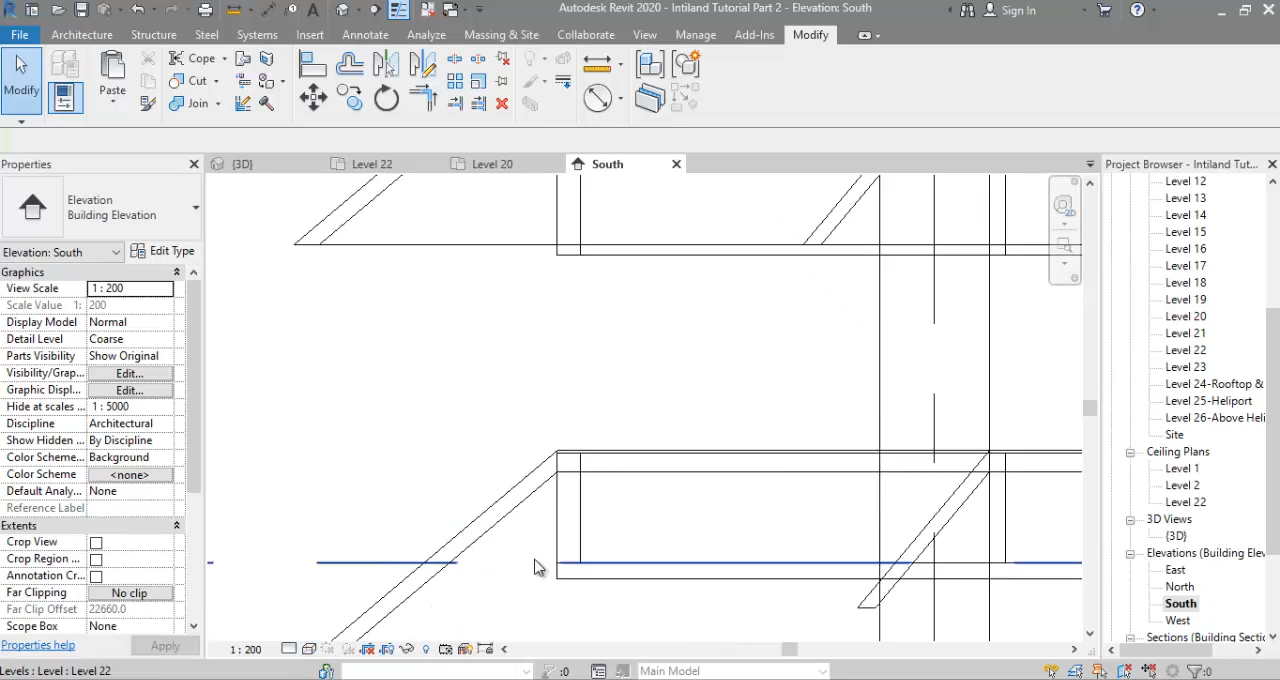 Autodesk Revit 2020 - Intiland Tutorial Part 2 - Elevation: South
Sign In
File Architecture Structure Steel Systems Insert Annotate Analyze Massing & Site Collaborate View Manage Add-Ins Modify
Modify
Paste
Cope
Cut
Join
Properties
{3D}
Level 22
Level 20
South
Project Browser - Intiland Tut...
Elevation
Building Elevation
Elevation: South
Edit Type
Graphics
View Scale 1 : 200
Scale Value 1: 200
Display Model Normal
Detail Level Coarse
Parts Visibility Show Original
Visibility/Grap... Edit...
Graphic Displ... Edit...
Hide at scales ... 1 : 5000
Discipline Architectural
Show Hidden ... By Discipline
Color Scheme... Background
Color Scheme <none>
Default Analy... None
Reference Label
Extents
Crop View
Crop Region ...
Annotation Cr...
Far Clipping No clip
Far Clip Offset 22660.0
Scope Box None
Properties help
Apply
2D
Level 12
Level 13
Level 14
Level 15
Level 16
Level 17
Level 18
Level 19
Level 20
Level 21
Level 22
Level 23
Level 24-Rooftop &
Level 25-Heliport
Level 26-Above Heli
Site
Ceiling Plans
Level 1
Level 2
Level 22
3D Views
{3D}
Elevations (Building Elev
East
North
South
West
Sections (Building Sectio
1 : 200
Levels : Level : Level 22
:0
Main Model
:0